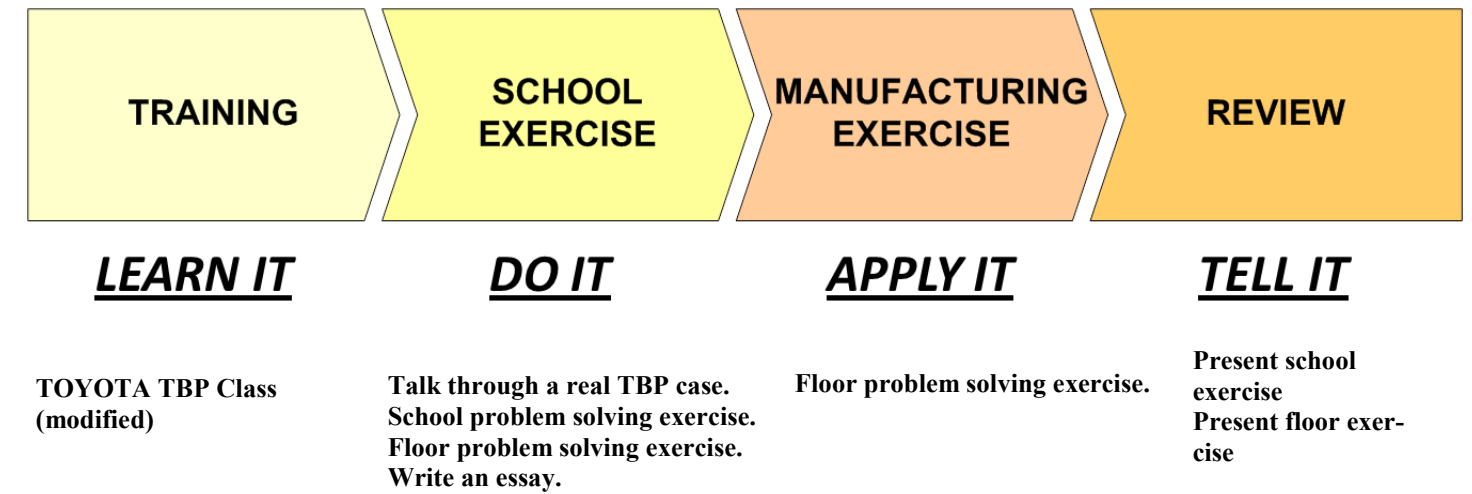 TRAINING
SCHOOL
EXERCISE
MANUFACTURING
EXERCISE
REVIEW
LEARN IT
DO IT
APPLY IT
TELL IT
TOYOTA TBP Class
(modified)
Talk through a real TBP case.
School problem solving exercise.
Floor problem solving exercise.
Write an essay.
Floor problem solving exercise.
Present school
exercise
Present floor exer-
cise